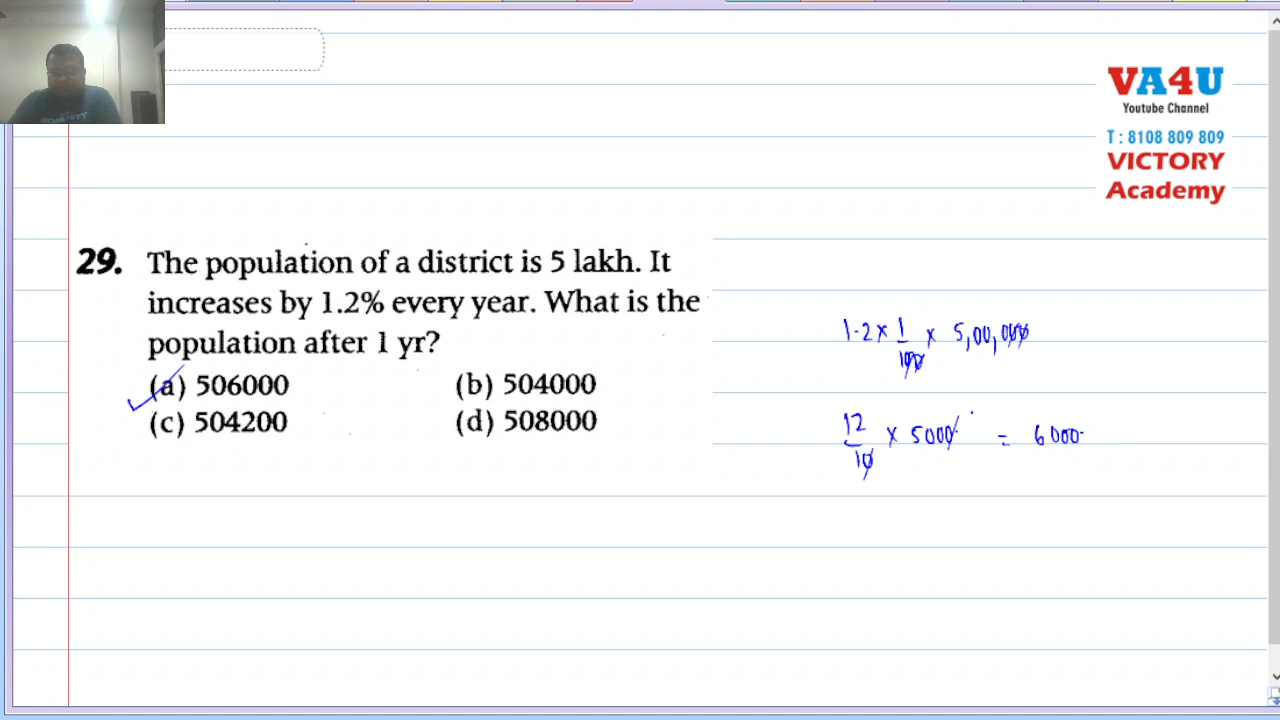 VA4U
Youtube Channel
T : 8108 809 809
VICTORY
Academy
29. The population of a district is 5 lakh. It
increases by 1.2% every year. What is the
population after 1 yr?
(a) 506000 (b) 504000
(c) 504200 (d) 508000
1.2 × 1/100 × 5,00,000
12/10 × 5000 = 6000